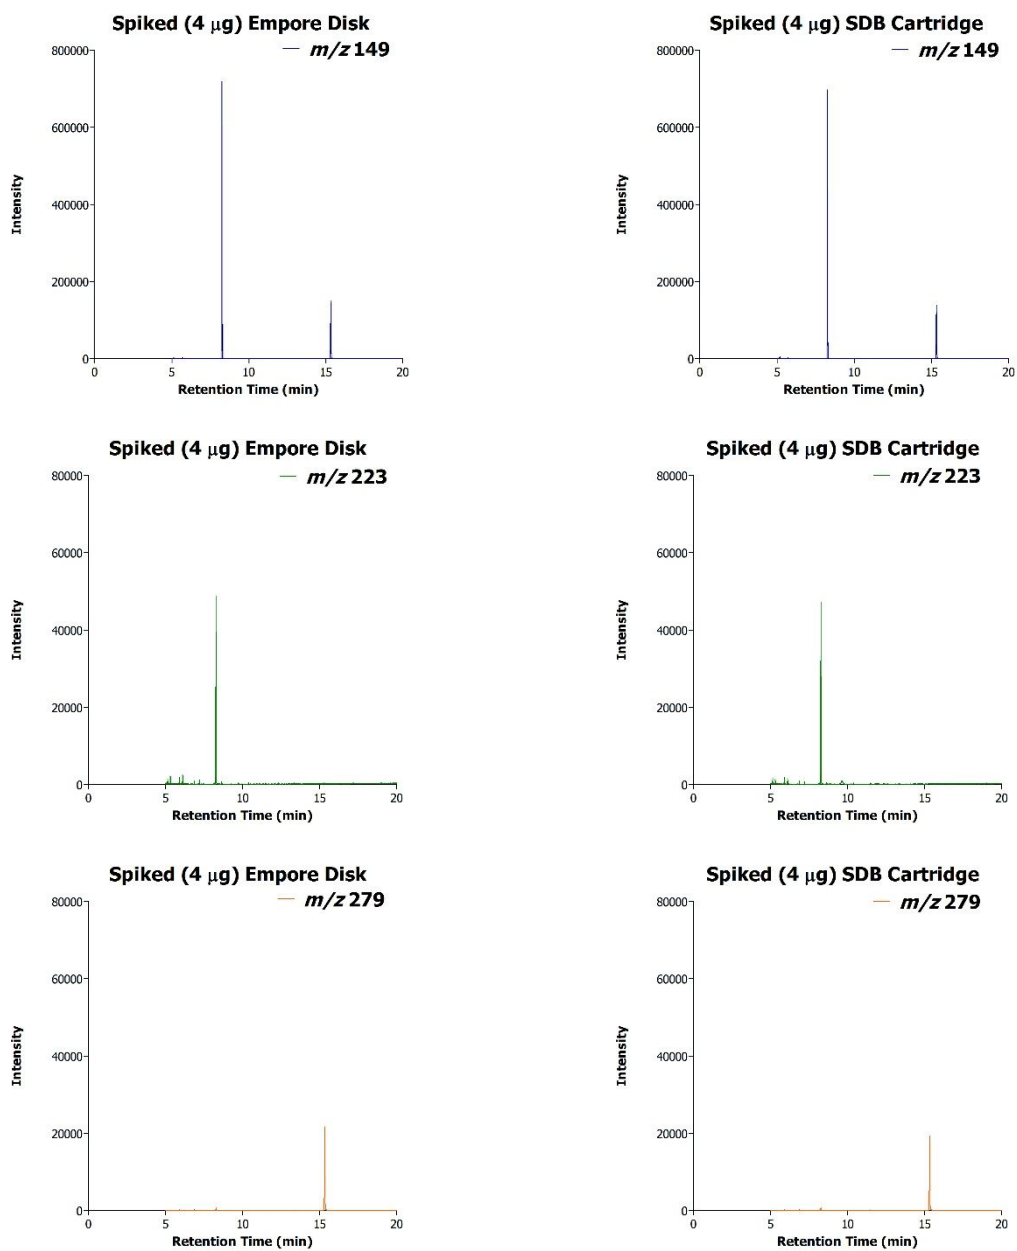 Spiked (4 μg) Empore Disk
m/z 149
800000
600000
400000
200000
0
0 5 10 15 20
Intensity
Retention Time (min)
Spiked (4 μg) SDB Cartridge
m/z 149
800000
600000
400000
200000
0
0 5 10 15 20
Intensity
Retention Time (min)
Spiked (4 μg) Empore Disk
m/z 223
80000
60000
40000
20000
0
0 5 10 15 20
Intensity
Retention Time (min)
Spiked (4 μg) SDB Cartridge
m/z 223
80000
60000
40000
20000
0
0 5 10 15 20
Intensity
Retention Time (min)
Spiked (4 μg) Empore Disk
m/z 279
80000
60000
40000
20000
0
0 5 10 15 20
Intensity
Retention Time (min)
Spiked (4 μg) SDB Cartridge
m/z 279
80000
60000
40000
20000
0
0 5 10 15 20
Intensity
Retention Time (min)